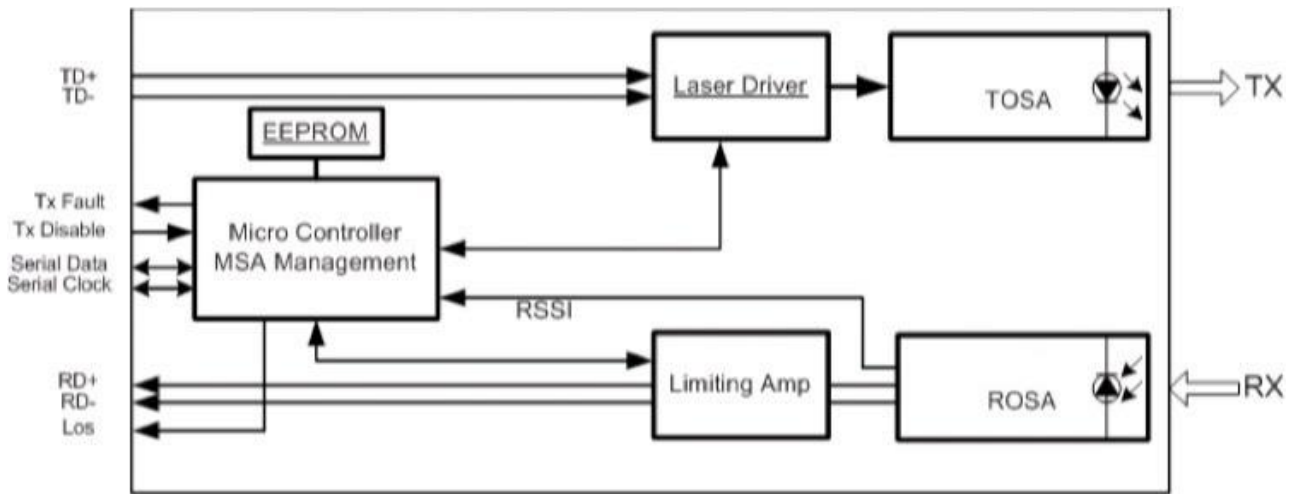 TD+
TD-
Laser Driver
TOSA
TX
EEPROM
Tx Fault
Tx Disable
Serial Data
Serial Clock
Micro Controller
MSA Management
RSSI
RD+
RD-
Los
Limiting Amp
ROSA
RX